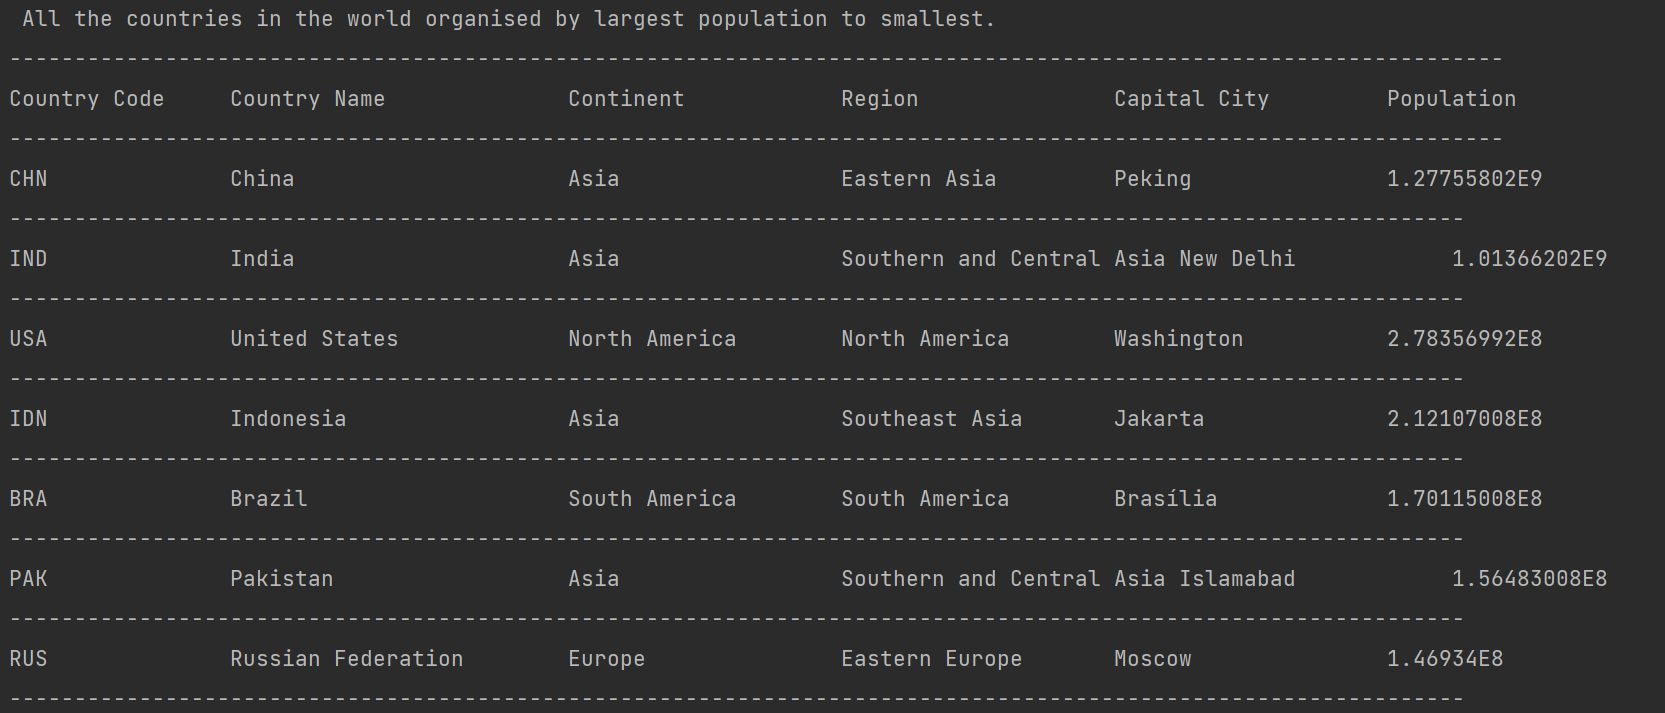 All the countries in the world organised by largest population to smallest.
-------------------------------------------------------------------------------------------------------------------
Country Code     Country Name              Continent            Region               Capital City         Population
-------------------------------------------------------------------------------------------------------------------
CHN              China                     Asia                 Eastern Asia         Peking               1.27755802E9
----------------------------------------------------------------------------------------------------------------
IND              India                     Asia                 Southern and Central Asia New Delhi            1.01366202E9
----------------------------------------------------------------------------------------------------------------
USA              United States             North America        North America        Washington           2.78356992E8
----------------------------------------------------------------------------------------------------------------
IDN              Indonesia                 Asia                 Southeast Asia       Jakarta              2.12107008E8
----------------------------------------------------------------------------------------------------------------
BRA              Brazil                    South America        South America        Brasília             1.70115008E8
----------------------------------------------------------------------------------------------------------------
PAK              Pakistan                  Asia                 Southern and Central Asia Islamabad            1.56483008E8
----------------------------------------------------------------------------------------------------------------
RUS              Russian Federation        Europe               Eastern Europe       Moscow               1.46934E8
----------------------------------------------------------------------------------------------------------------